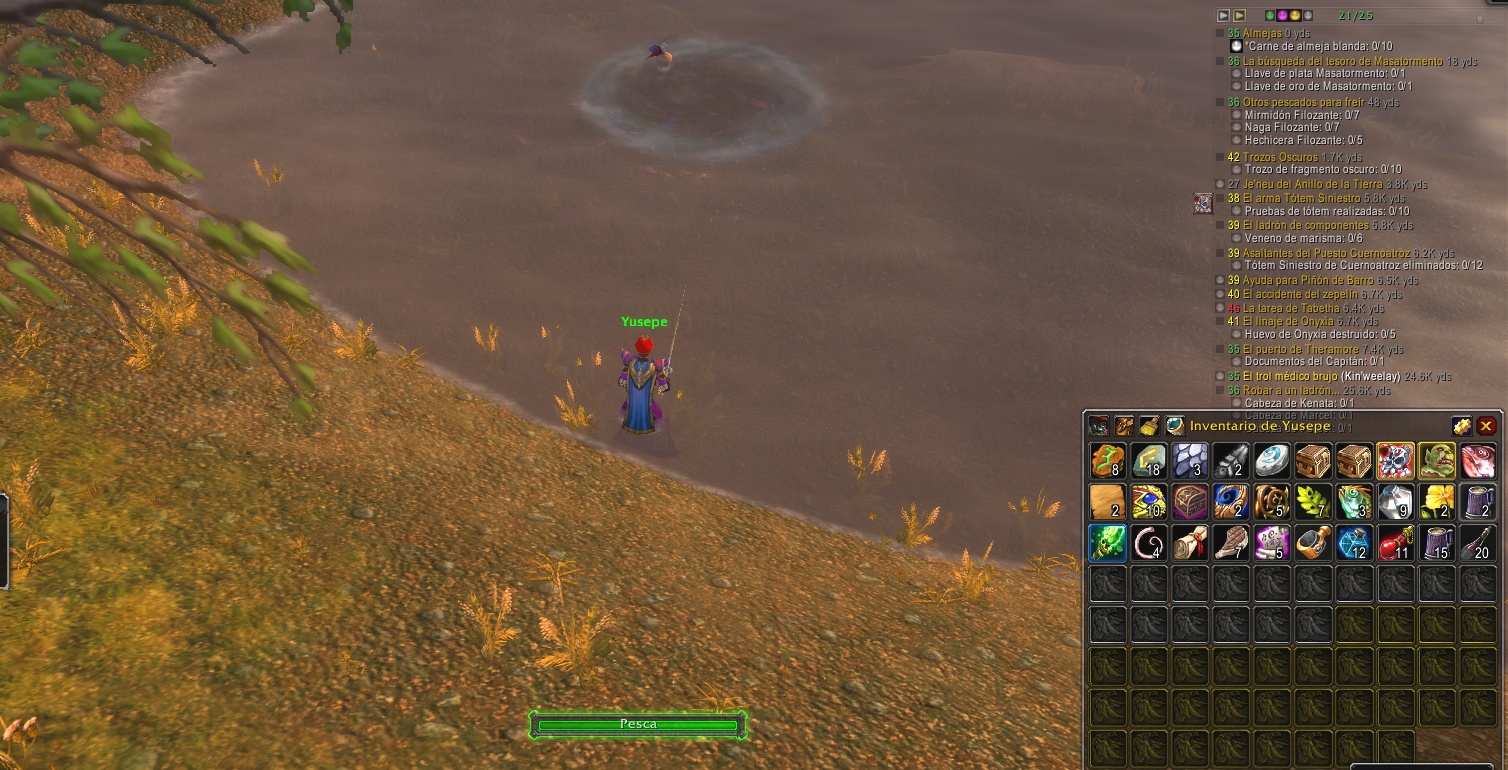 21/25
35 Almejas 0 yds
*Carne de almeja blanda: 0/10
36 La búsqueda del tesoro de Masatormento 18 yds
Llave de plata Masatormento: 0/1
Llave de oro de Masatormento: 0/1
36 Otros pescados para freír 48 yds
Mirmidón Filozante: 0/7
Naga Filozante: 0/7
Hechicera Filozante: 0/5
42 Trozos Oscuros 1.7K yds
Trozo de fragmento oscuro: 0/10
27 Je'neu del Anillo de la Tierra 3.8K yds
38 El arma Tótem Siniestro 5.8K yds
Pruebas de tótem realizadas: 0/10
39 El ladrón de componentes 5.8K yds
Veneno de marisma: 0/6
39 Asaltantes del Puesto Cuernoatroz 6.2K yds
Tótem Siniestro de Cuernoatroz eliminados: 0/12
39 Ayuda para Piñón de Barro 6.5K yds
40 El accidente del zepelín 6.7K yds
La tarea de Tabetha 6.4K yds
41 El linaje de Onyxia 6.7K yds
Huevo de Onyxia destruido: 0/5
35 El puerto de Theramore 7.4K yds
Documentos del Capitán: 0/1
35 El trol médico brujo (Kin'weelay) 24.6K yds
36 Robar a un ladrón... 25.6K yds
Cabeza de Kenata: 0/1
Cabeza de Marcel: 0/1
: 0/1
Yusepe
Inventario de Yusepe
8 18 3 2
2 10 2 5 7 3 9 2 2
4 7 5 12 11 15 20
Pesca